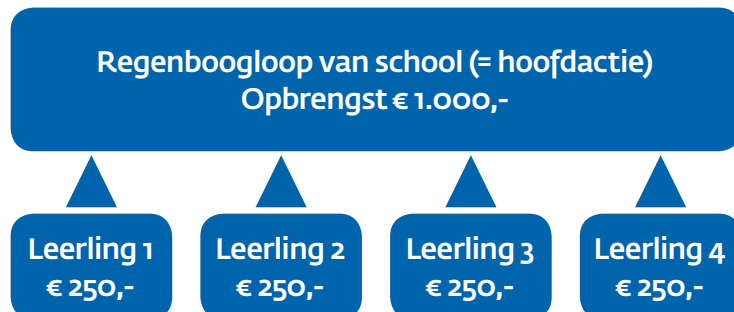 Regenboogloop van school (= hoofdactie)
Opbrengst € 1.000,-
Leerling 1
€ 250,-
Leerling 2
€ 250,-
Leerling 3
€ 250,-
Leerling 4
€ 250,-